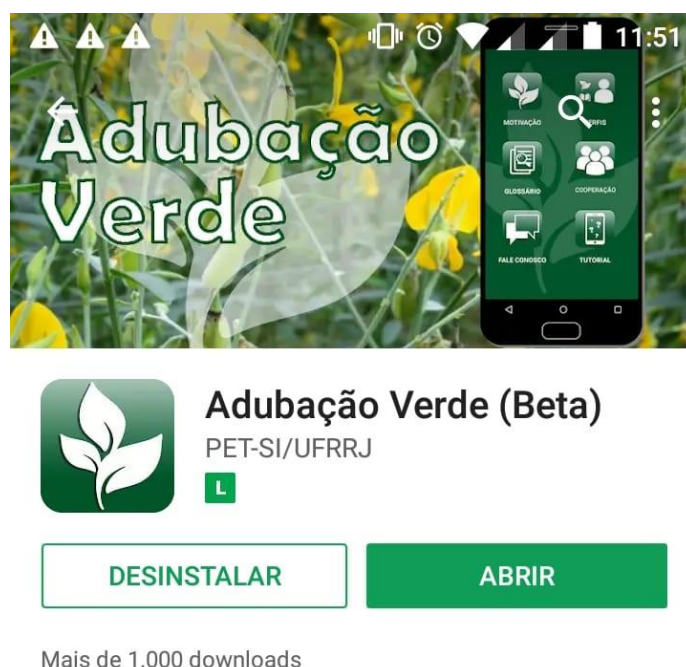 11:51
Adubação
Verde
MOTIVAÇÃO
ERFIS
GLOSSÁRIO
COOPERAÇÃO
FALE CONOSCO
TUTORIAL
Adubação Verde (Beta)
PET-SI/UFRRJ
L
DESINSTALAR
ABRIR
Mais de 1.000 downloads